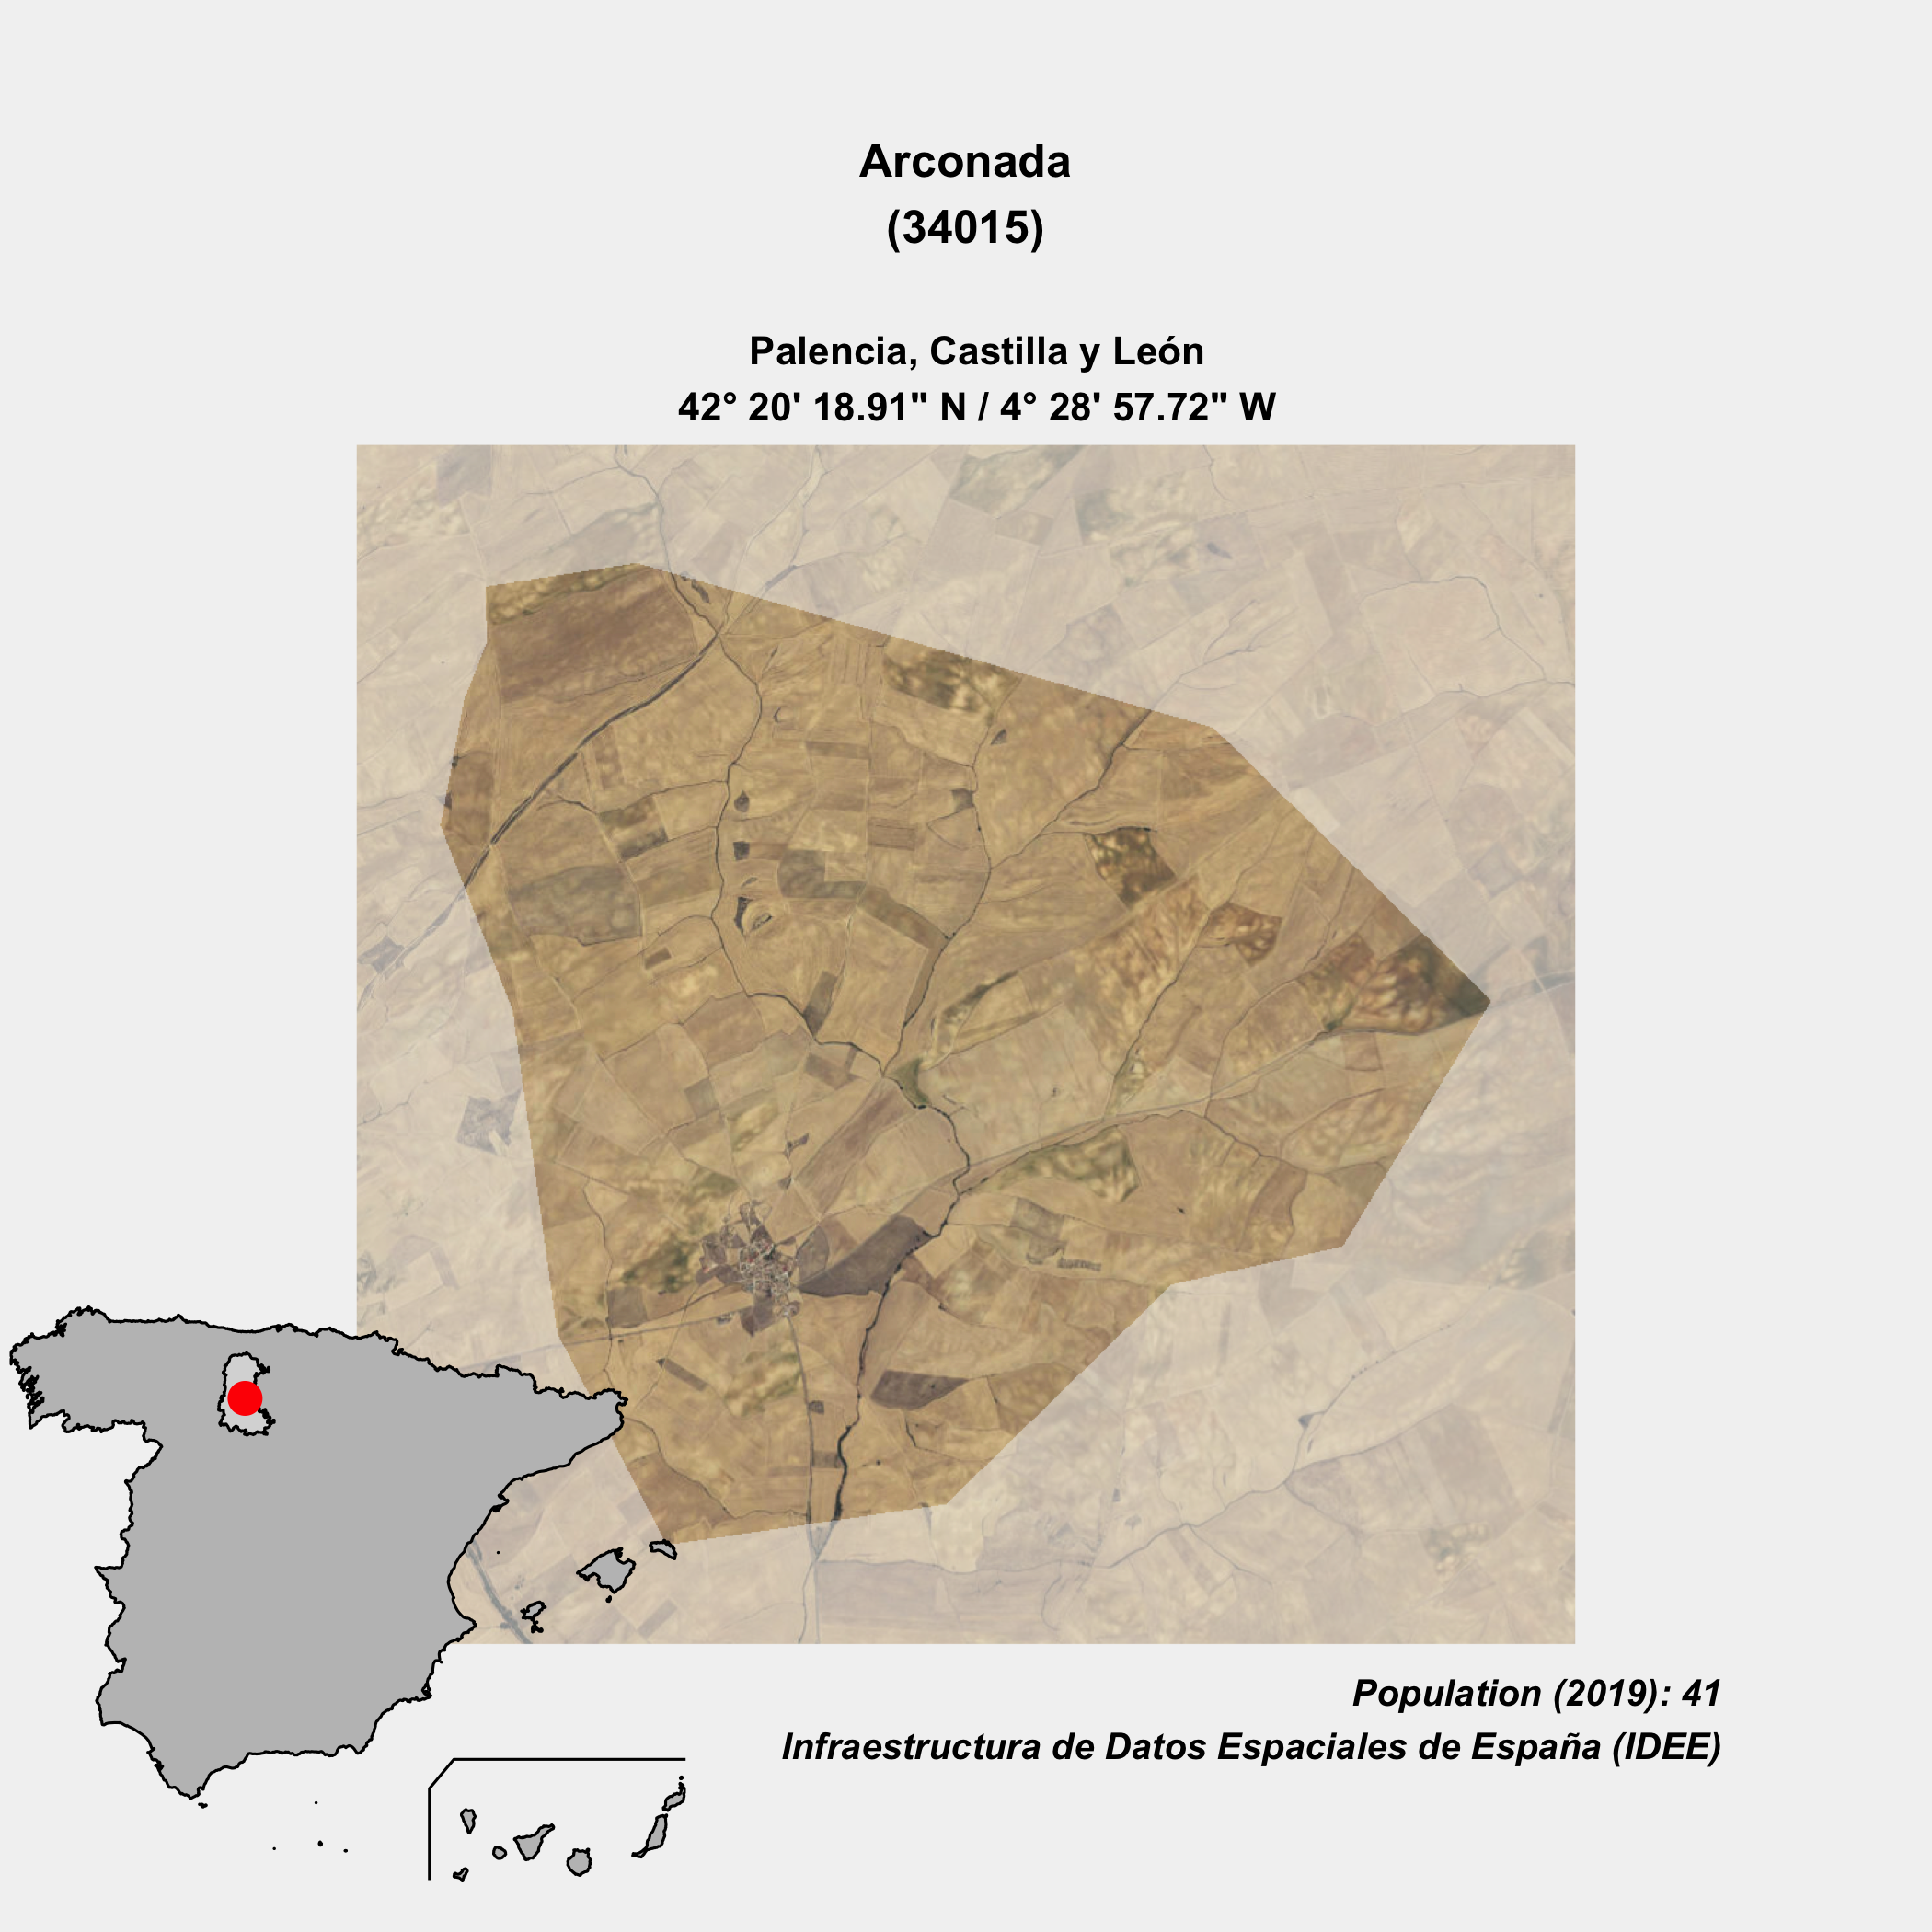 Arconada
(34015)
Palencia, Castilla y León
42° 20' 18.91" N / 4° 28' 57.72" W
Population (2019): 41
Infraestructura de Datos Espaciales de España (IDEE)